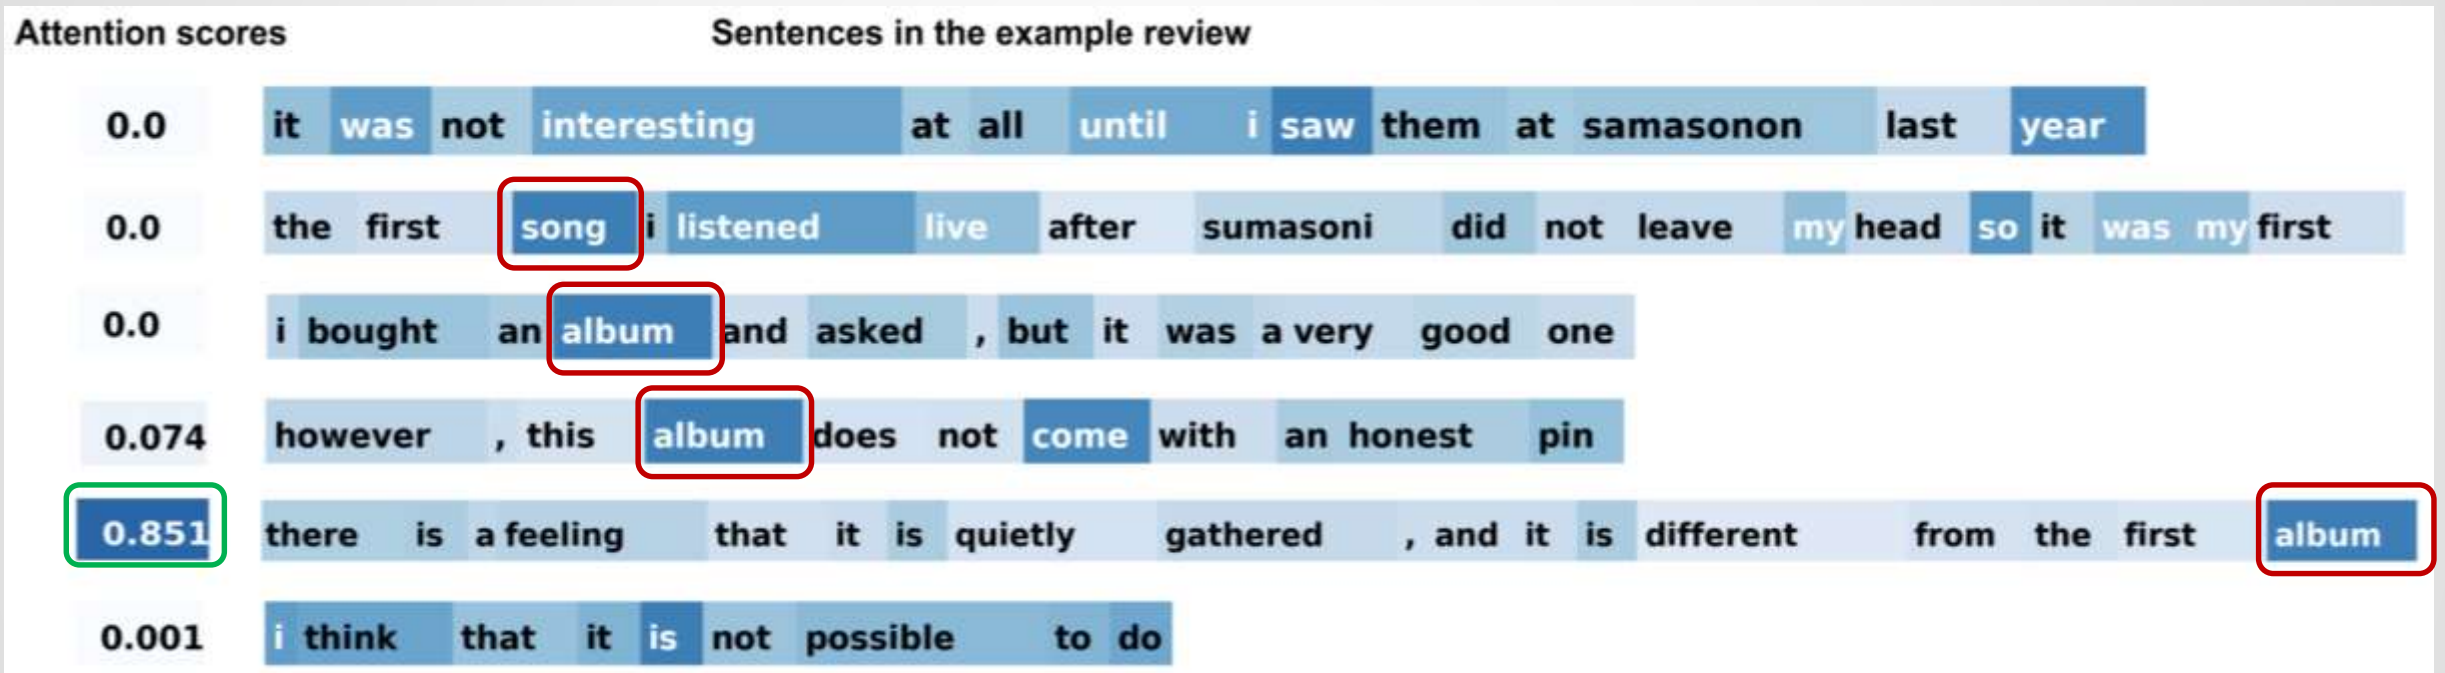 Attention scores Sentences in the example review
0.0 it was not interesting at all until i saw them at samasonon last year
0.0 the first song i listened live after sumasoni did not leave my head so it was my first
0.0 i bought an album and asked , but it was a very good one
0.074 however , this album does not come with an honest pin
0.851 there is a feeling that it is quietly gathered , and it is different from the first album
0.001 i think that it is not possible to do